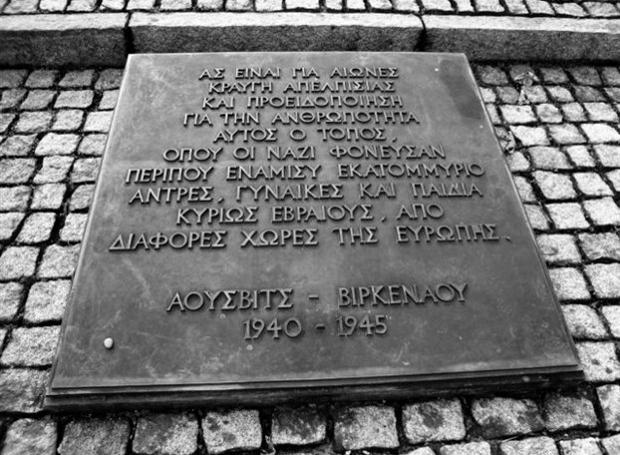 ΑΣ ΕΙΝΑΙ ΓΙΑ ΑΙΩΝΕΣ
ΚΡΑΥΓΗ ΑΠΕΛΠΙΣΙΑΣ
ΚΑΙ ΠΡΟΕΙΔΟΠΟΙΗΣΗ
ΓΙΑ ΤΗΝ ΑΝΘΡΩΠΟΤΗΤΑ
ΑΥΤΟΣ Ο ΤΟΠΟΣ,
ΟΠΟΥ ΟΙ ΝΑΖΙ ΦΟΝΕΥΣΑΝ
ΠΕΡΙΠΟΥ ΕΝΑΜΙΣΥ ΕΚΑΤΟΜΜΥΡΙΟ
ΑΝΤΡΕΣ, ΓΥΝΑΙΚΕΣ ΚΑΙ ΠΑΙΔΙΑ
ΚΥΡΙΩΣ ΕΒΡΑΙΟΥΣ, ΑΠΟ
ΔΙΑΦΟΡΕΣ ΧΩΡΕΣ ΤΗΣ ΕΥΡΩΠΗΣ.
ΑΟΥΣΒΙΤΣ - ΒΙΡΚΕΝΑΟΥ
1940 - 1945